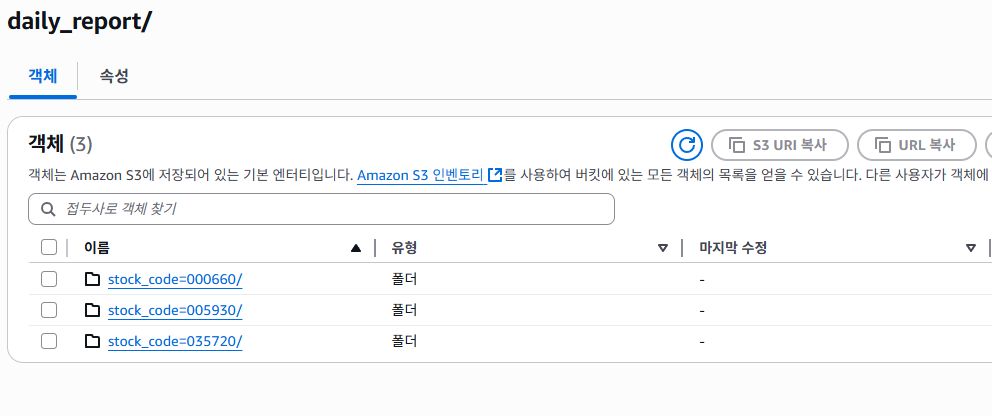 daily_report/
객체 속성
객체 (3) S3 URI 복사 URL 복사
객체는 Amazon S3에 저장되어 있는 기본 엔터티입니다. Amazon S3 인벤토리를 사용하여 버킷에 있는 모든 객체의 목록을 얻을 수 있습니다. 다른 사용자가 객체에
접두사로 객체 찾기
이름 유형 마지막 수정
stock_code=000660/ 폴더 -
stock_code=005930/ 폴더 -
stock_code=035720/ 폴더 -